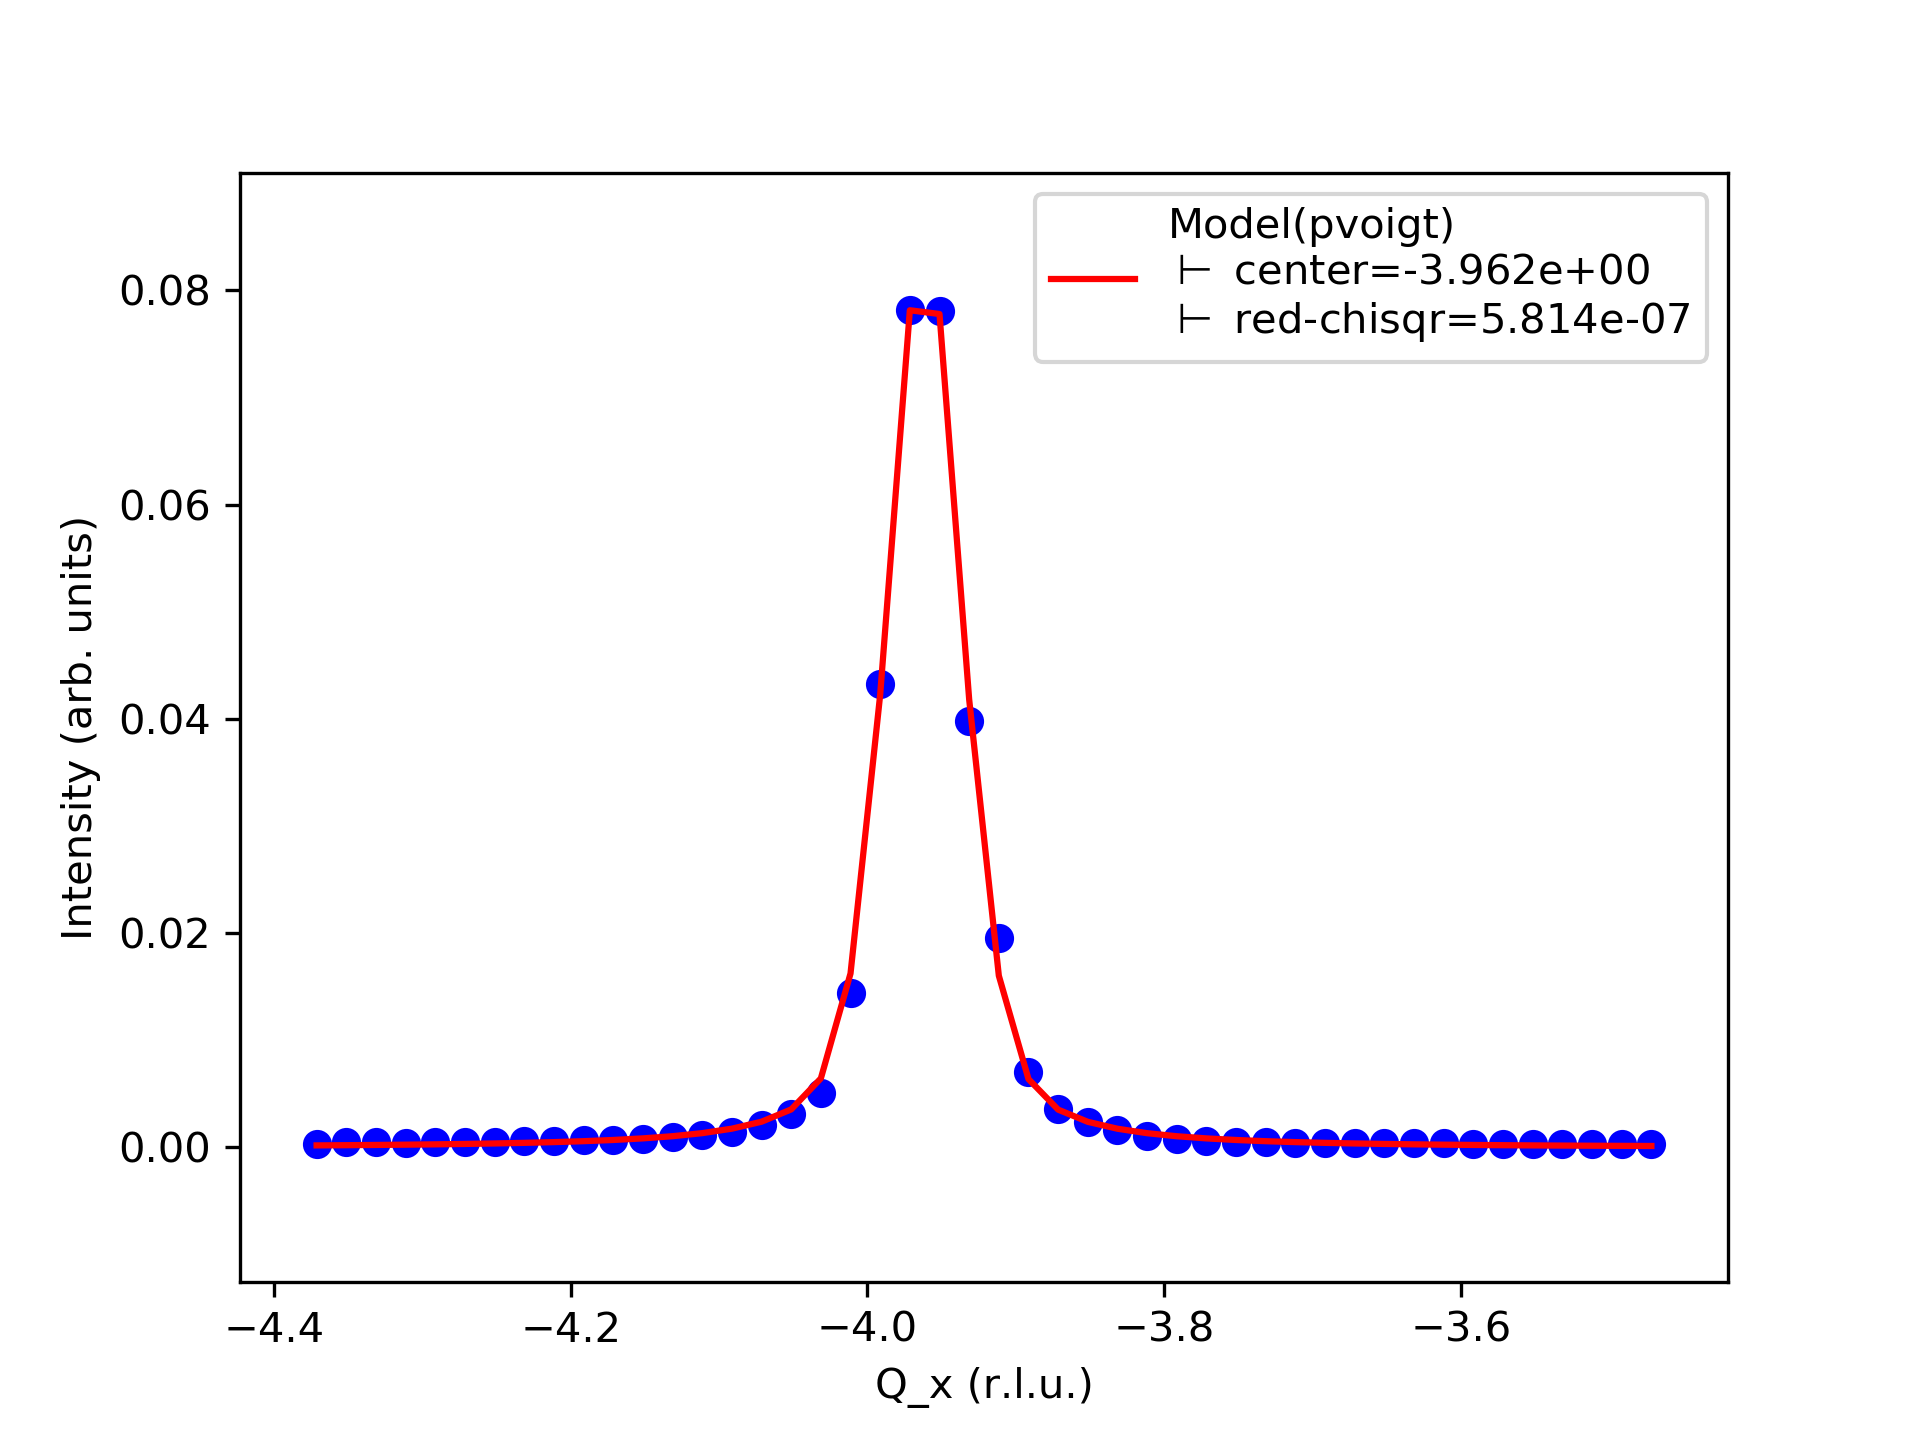 Model(pvoigt)
⊢ center=-3.962e+00
⊢ red-chisqr=5.814e-07
0.08
0.06
0.04
0.02
0.00
Intensity (arb. units)
−4.4 −4.2 −4.0 −3.8 −3.6
Q_x (r.l.u.)